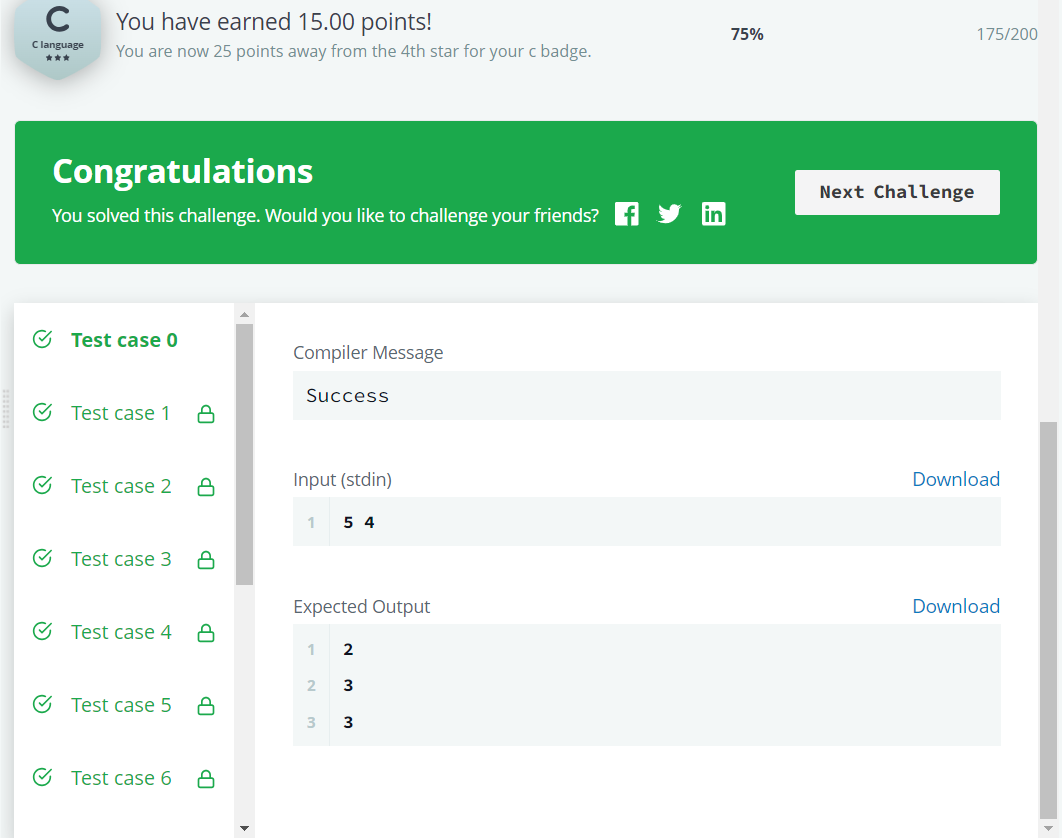 C
C language
You have earned 15.00 points!
You are now 25 points away from the 4th star for your c badge.
75%
175/200
Congratulations
You solved this challenge. Would you like to challenge your friends?
Next Challenge
Test case 0
Test case 1
Test case 2
Test case 3
Test case 4
Test case 5
Test case 6
Compiler Message
Success
Input (stdin)
Download
1 5 4
Expected Output
Download
1 2
2 3
3 3